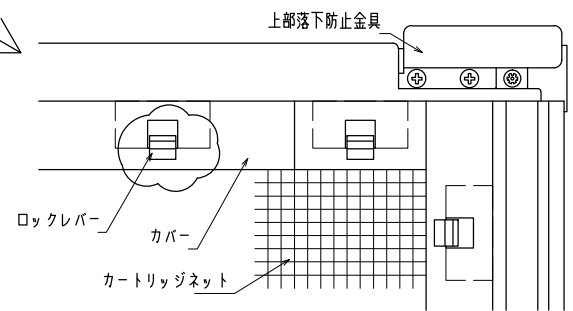 上部落下防止金具
ロックレバー
カバー
カートリッジネット